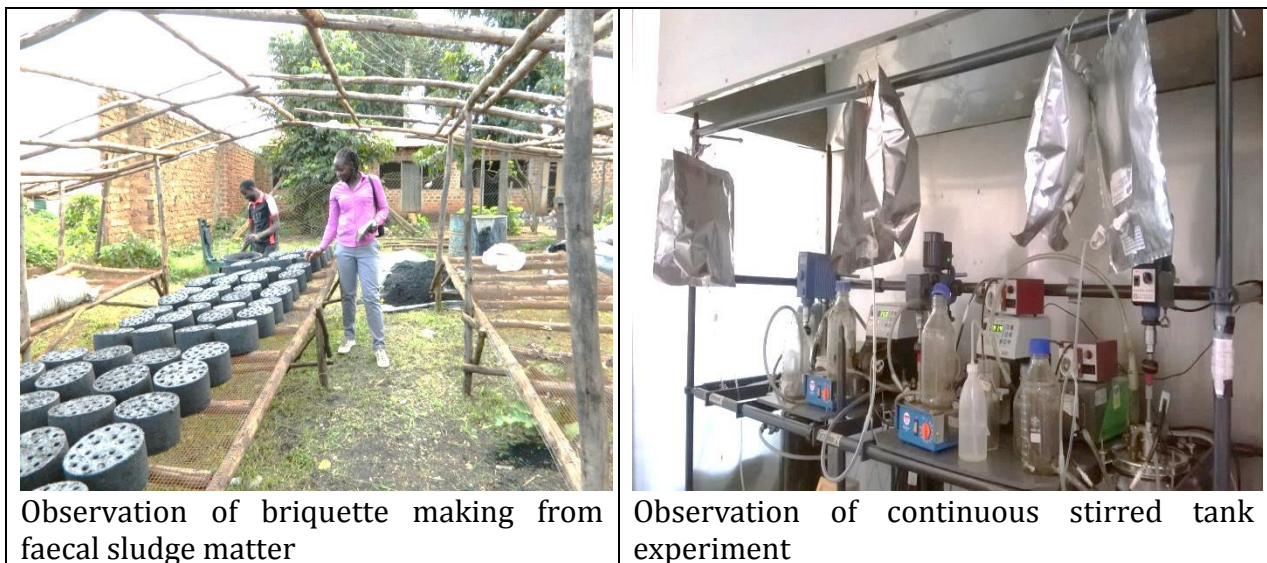 Observation of briquette making from
faecal sludge matter
Observation of continuous stirred tank
experiment